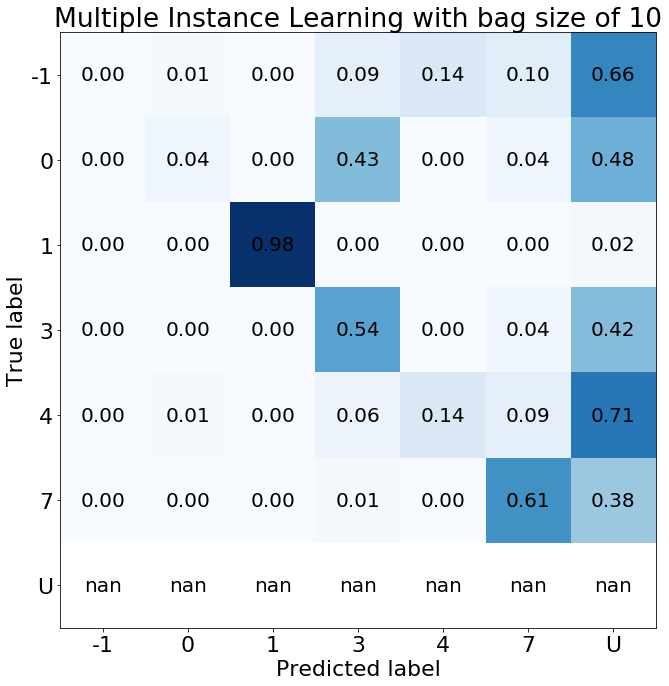 Multiple Instance Learning with bag size of 10
-1 0.00 0.01 0.00 0.09 0.14 0.10 0.66
0 0.00 0.04 0.00 0.43 0.00 0.04 0.48
1 0.00 0.00 0.98 0.00 0.00 0.00 0.02
3 0.00 0.00 0.00 0.54 0.00 0.04 0.42
4 0.00 0.01 0.00 0.06 0.14 0.09 0.71
7 0.00 0.00 0.00 0.01 0.00 0.61 0.38
U nan nan nan nan nan nan nan
-1 0 1 3 4 7 U
True label
Predicted label